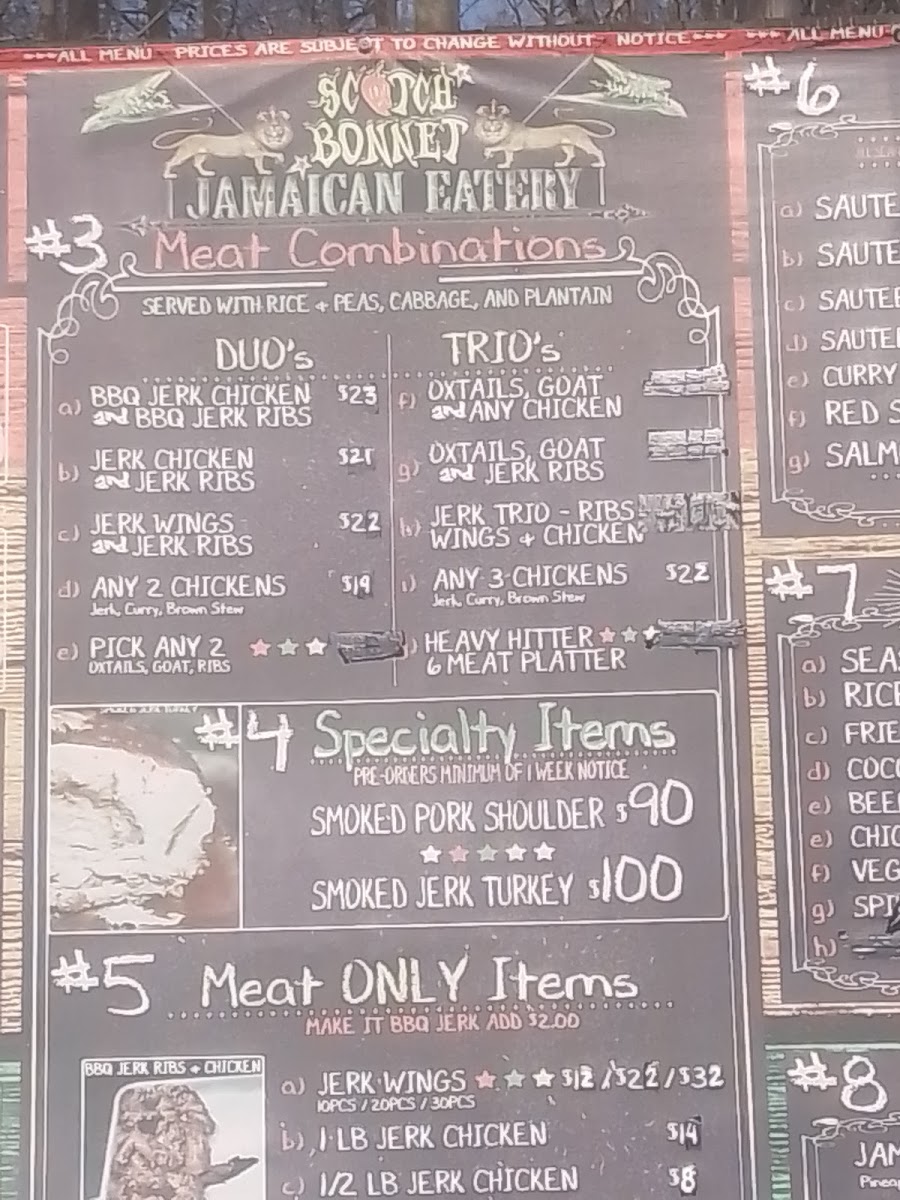 ***ALL MENU PRICES ARE SUBJECT TO CHANGE WITHOUT NOTICE***
*** ALL MENU
SCOTCH
BONNET
JAMAICAN EATERY
#3 Meat Combinations
SERVED WITH RICE + PEAS, CABBAGE, AND PLANTAIN
DUO's
a) BBQ JERK CHICKEN $23
and BBQ JERK RIBS
b) JERK CHICKEN $21
and JERK RIBS
c) JERK WINGS $22
and JERK RIBS
d) ANY 2 CHICKENS $19
Jerk, Curry, Brown Stew
e) PICK ANY 2
OXTAILS, GOAT, RIBS
TRIO's
f) OXTAILS, GOAT
and ANY CHICKEN
g) OXTAILS, GOAT
and JERK RIBS
h) JERK TRIO - RIBS
WINGS + CHICKEN
i) ANY 3 CHICKENS $22
Jerk, Curry, Brown Stew
j) HEAVY HITTER
6 MEAT PLATTER
#4 Specialty Items
PRE-ORDERS MINIMUM OF 1 WEEK NOTICE
SMOKED PORK SHOULDER $90
SMOKED JERK TURKEY $100
#5 Meat ONLY Items
MAKE IT BBQ JERK ADD $2.00
BBQ JERK RIBS + CHICKEN
a) JERK WINGS $12/$22/$32
10PCS / 20PCS / 30PCS
b) 1 LB JERK CHICKEN $14
c) 1/2 LB JERK CHICKEN $8
#6
a) SAUTE
b) SAUTE
c) SAUTE
d) SAUTE
e) CURRY
f) RED S
g) SALM
#7
a) SEA
b) RICE
c) FRIE
d) COCO
e) BEE
e) CHIC
f) VEG
g) SPI
h)
#8
JAM
Pinea